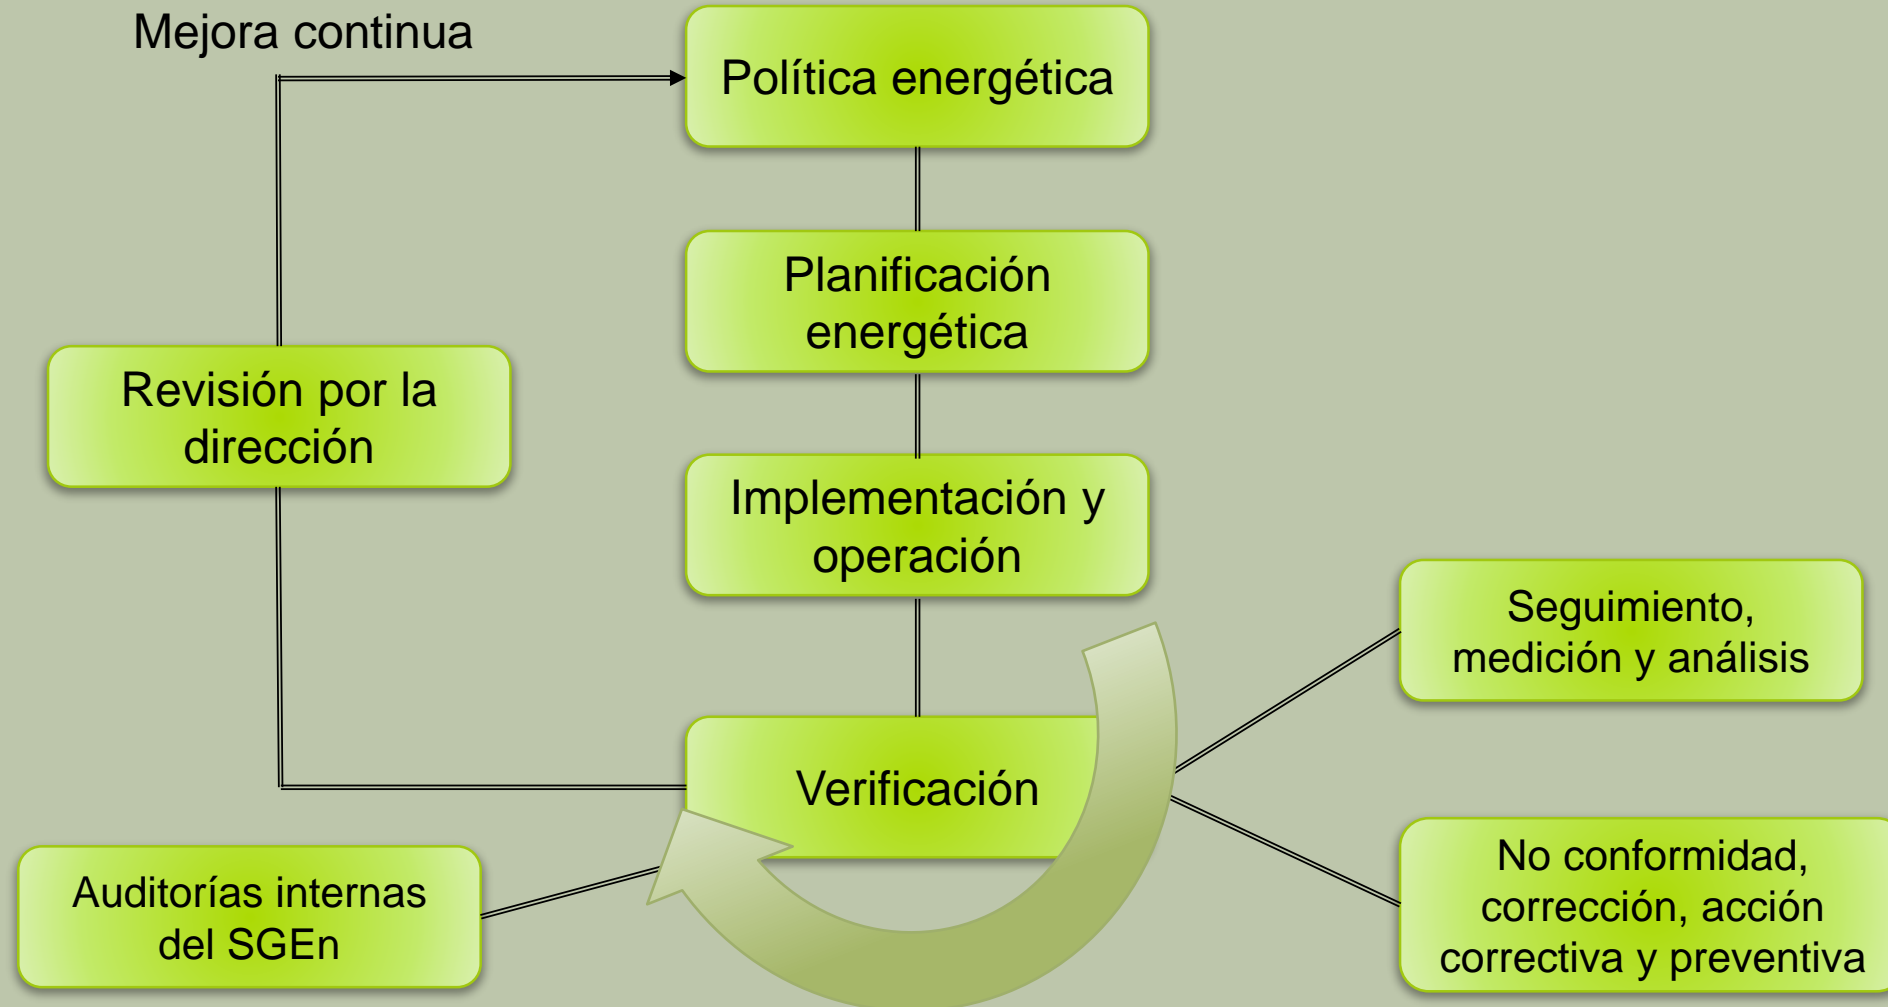 Mejora continua
Política energética
Planificación
energética
Revisión por la
dirección
Implementación y
operación
Seguimiento,
medición y análisis
Verificación
No conformidad,
corrección, acción
correctiva y preventiva
Auditorías internas
del SGEn